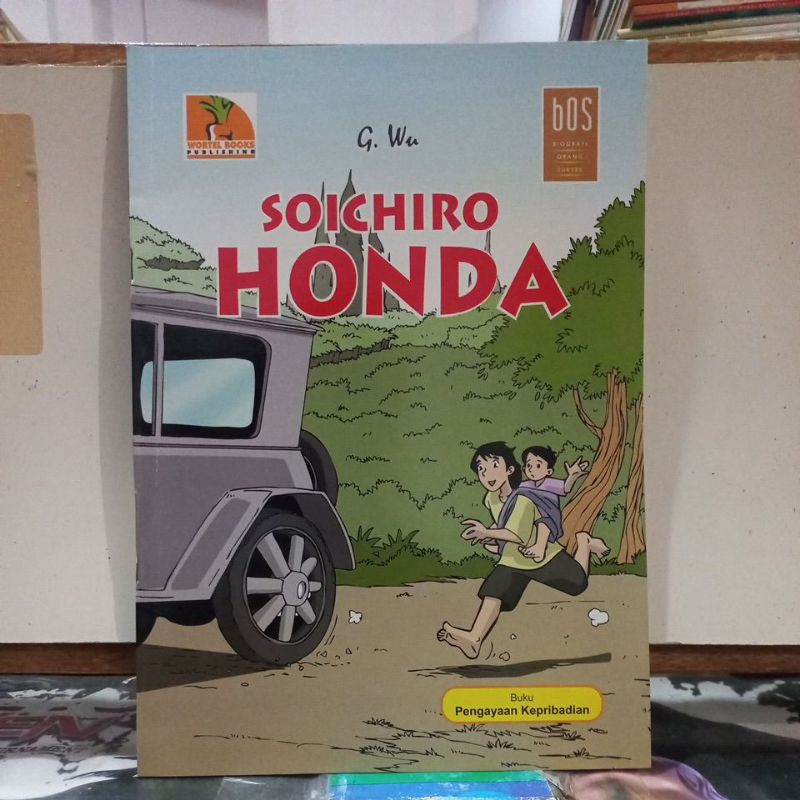 WORTEL BOOKS
PUBLISHING
G. Wu
bOS
BIOGRAFI
ORANG
SUKSES
SOICHIRO
HONDA
Buku
Pengayaan Kepribadian